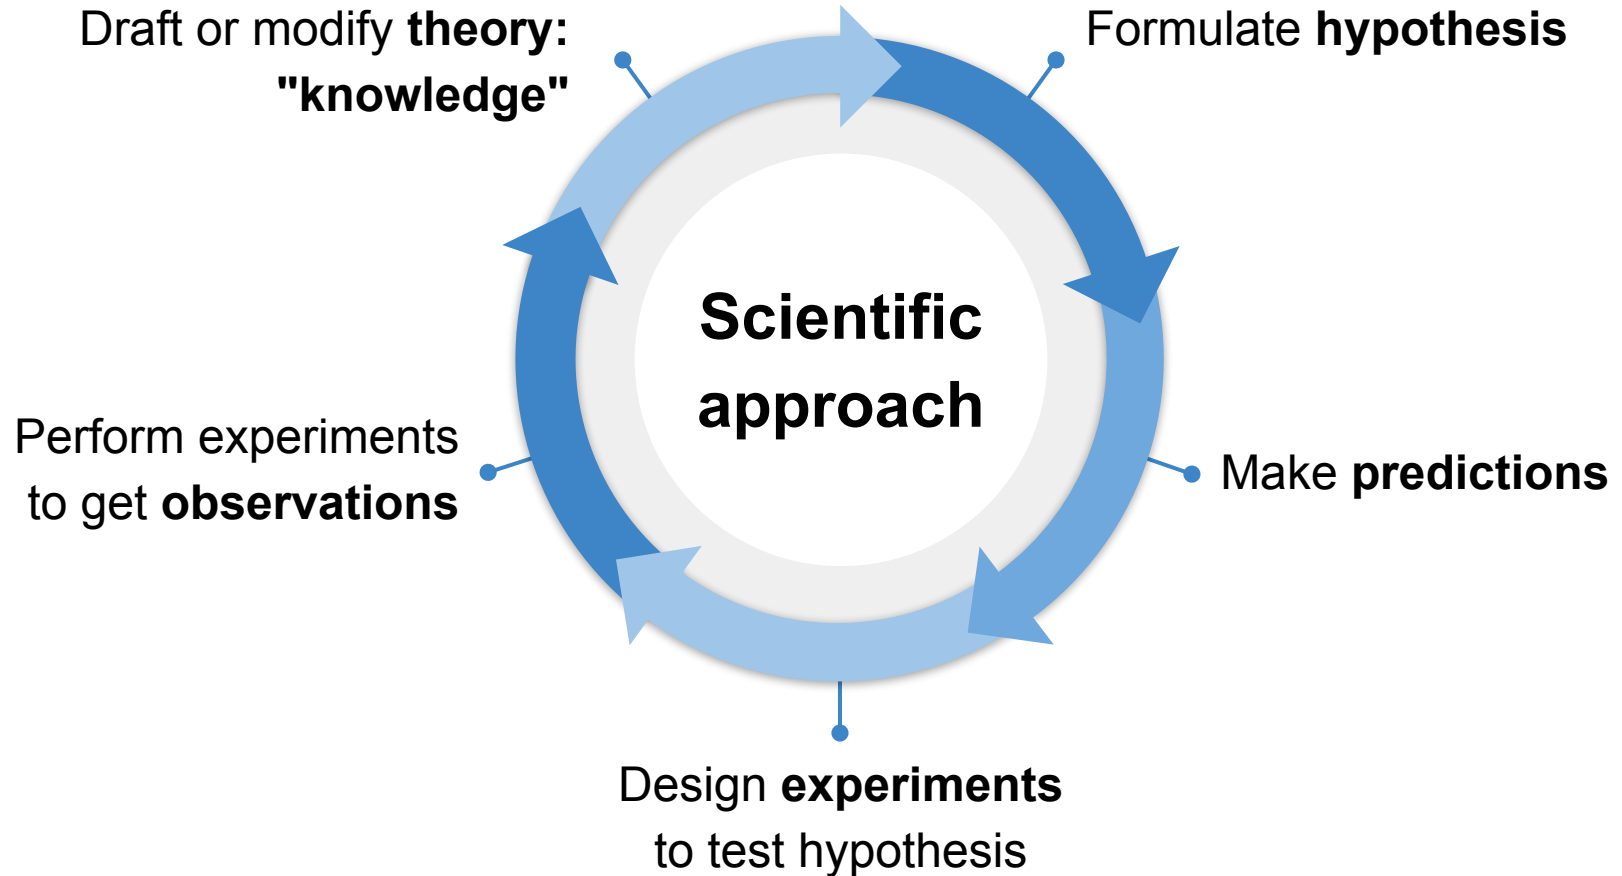 Draft or modify theory:
"knowledge"
Formulate hypothesis
Scientific
approach
Make predictions
Perform experiments
to get observations
Design experiments
to test hypothesis